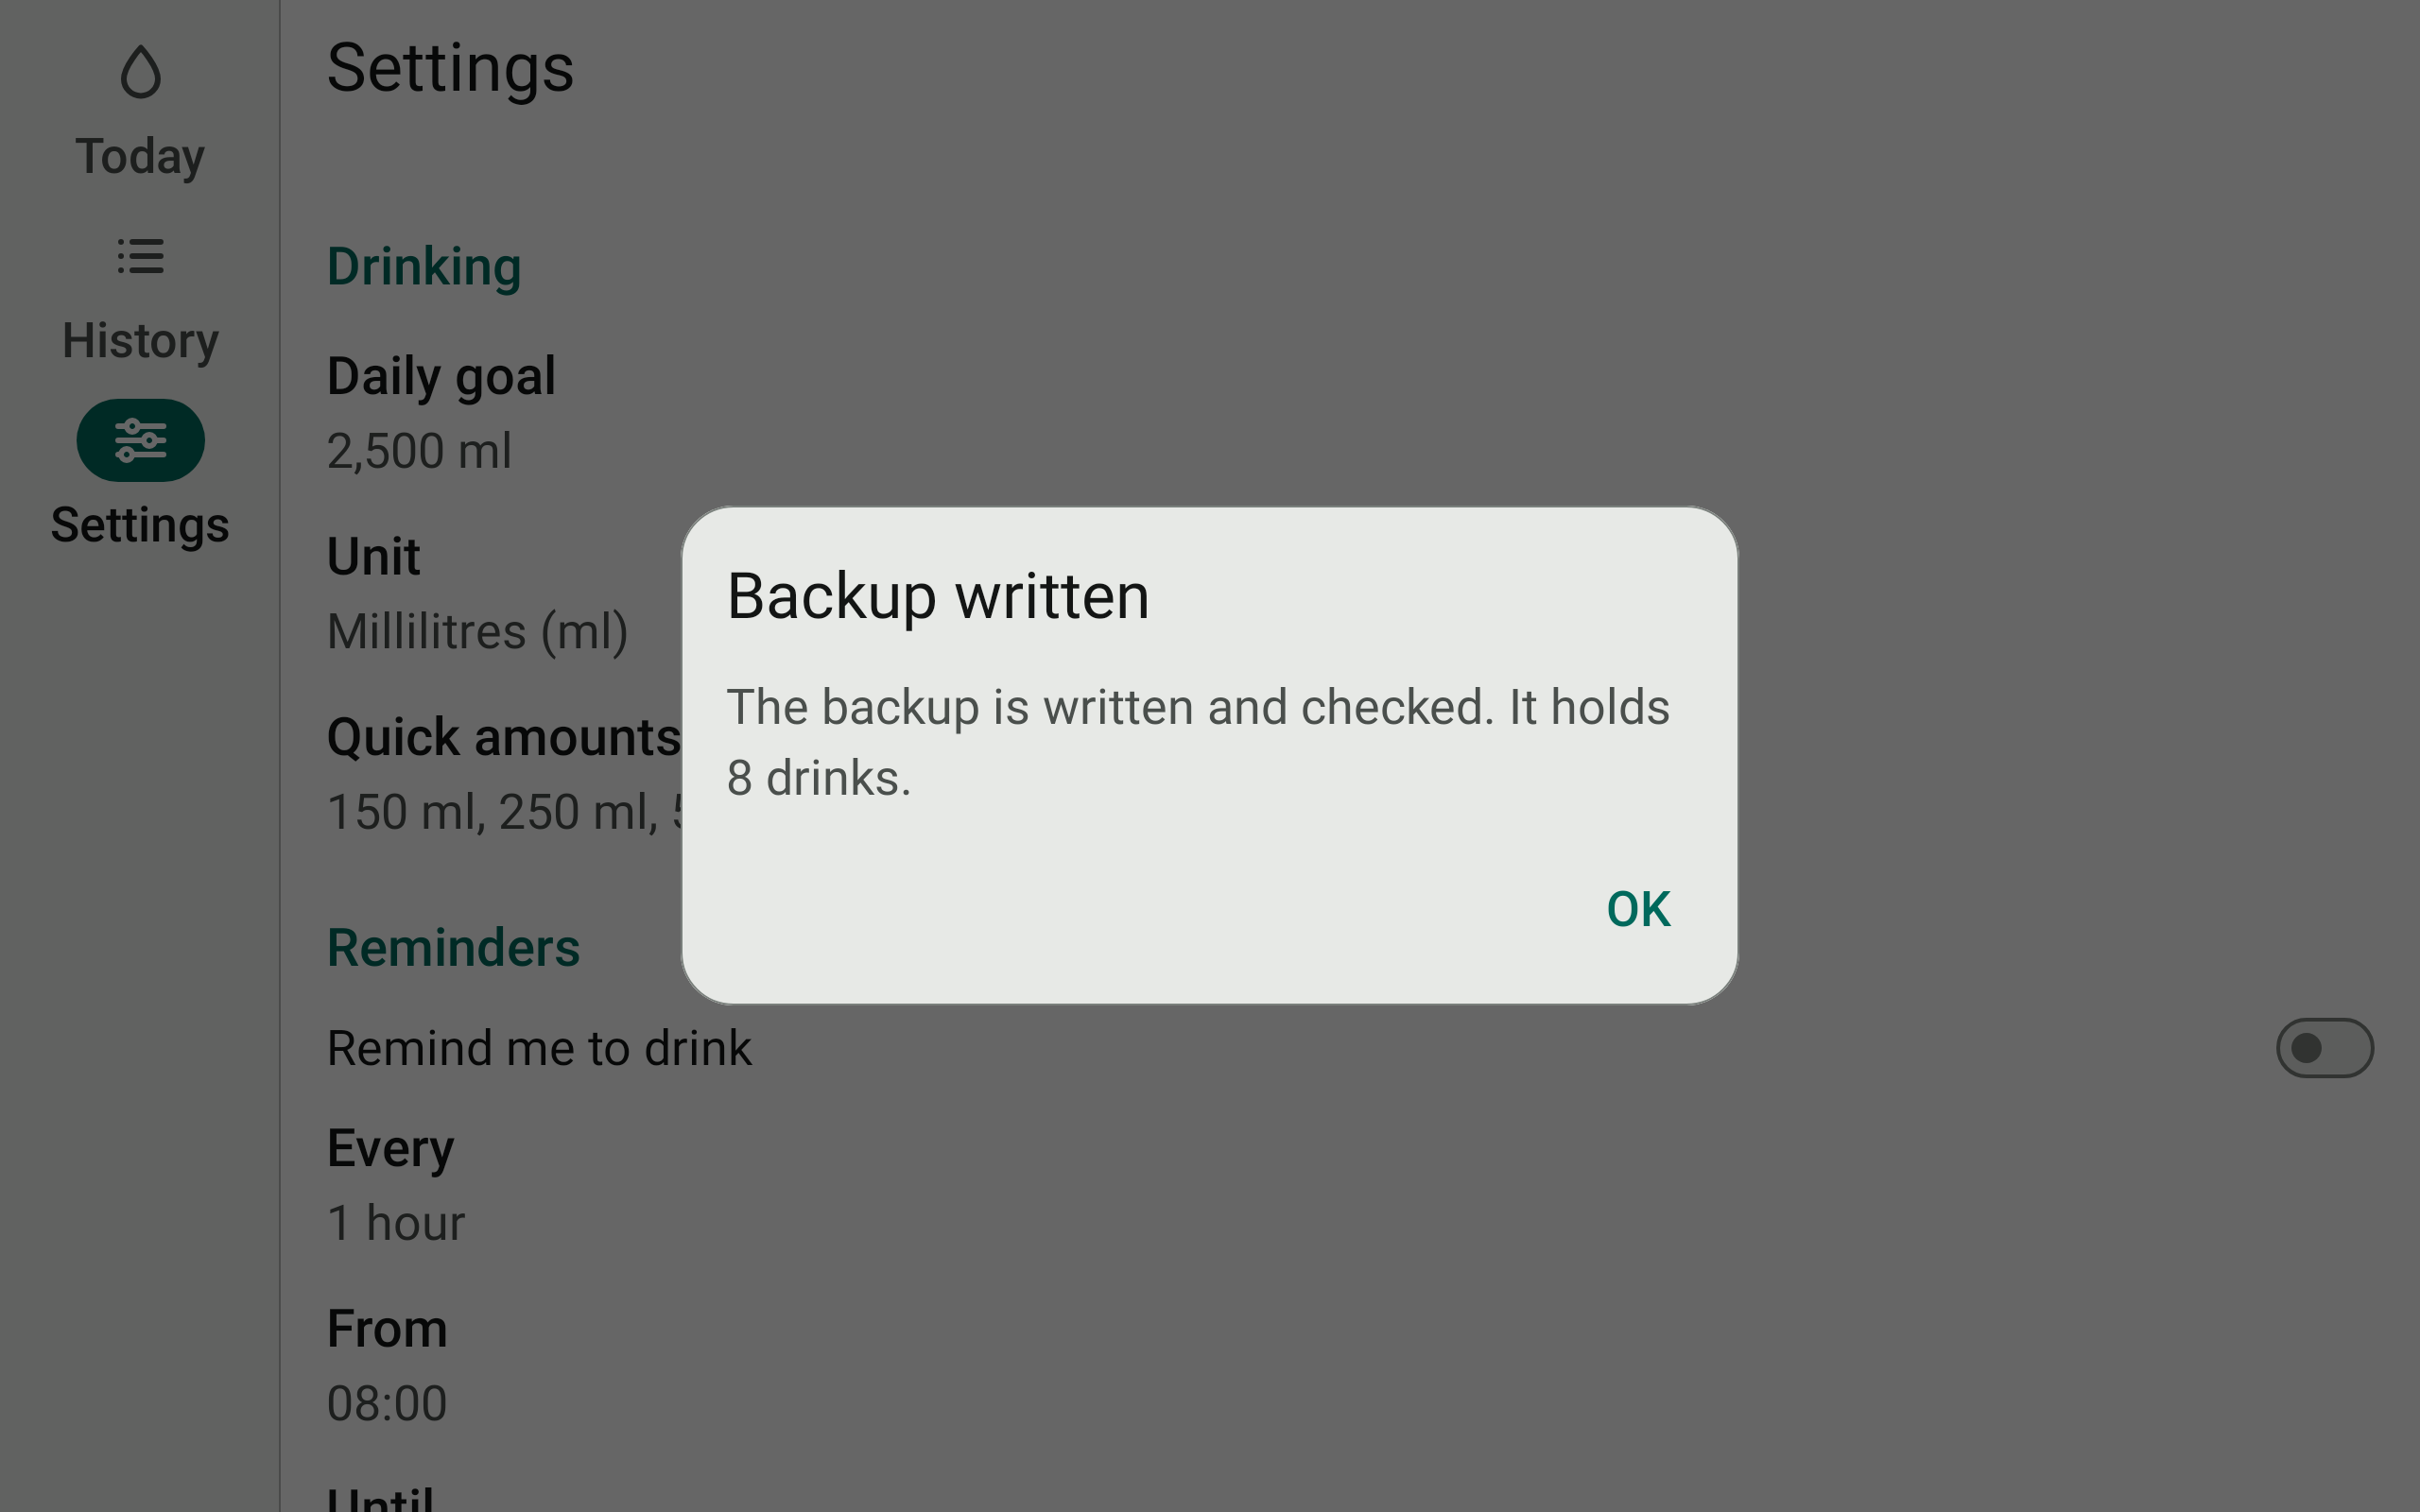 Today
History
Settings
Settings
Drinking
Daily goal
2,500 ml
Unit
Millilitres (ml)
Quick amounts
150 ml, 250 ml,
Reminders
Remind me to drink
Every
1 hour
From
08:00
Until
Backup written
The backup is written and checked. It holds
8 drinks.
OK